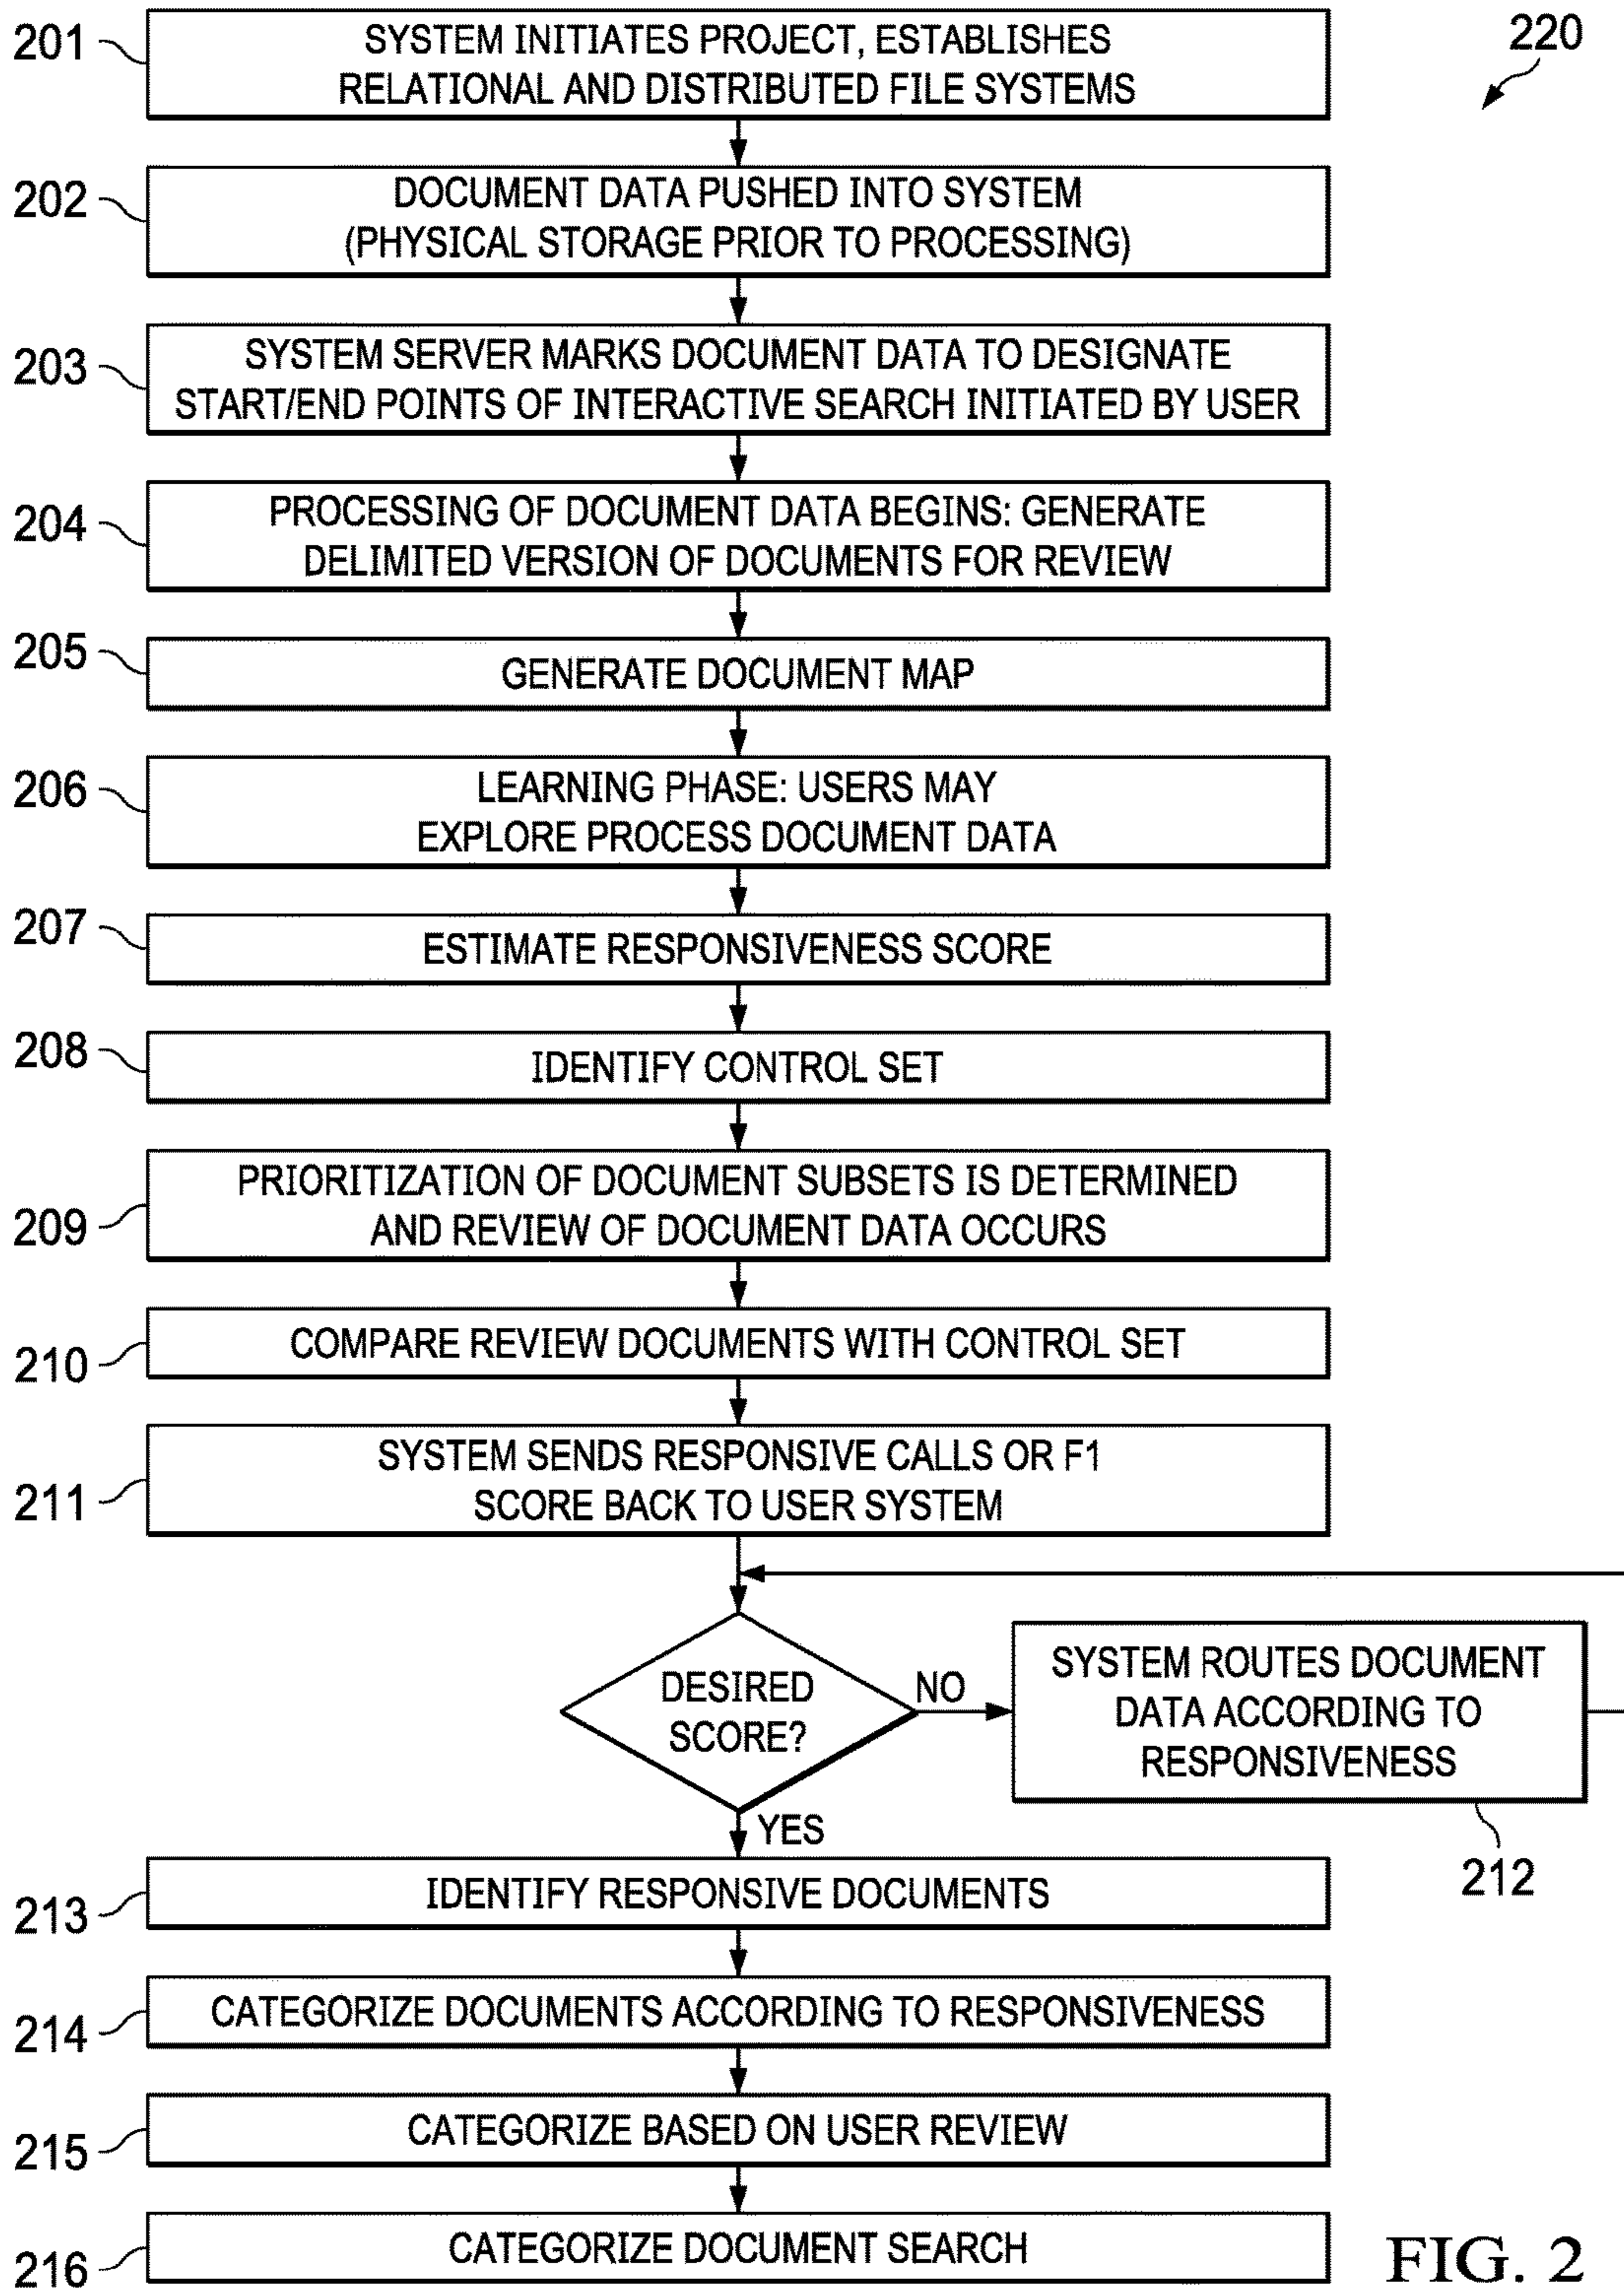 220
201
SYSTEM INITIATES PROJECT, ESTABLISHES
RELATIONAL AND DISTRIBUTED FILE SYSTEMS
202
DOCUMENT DATA PUSHED INTO SYSTEM
(PHYSICAL STORAGE PRIOR TO PROCESSING)
203
SYSTEM SERVER MARKS DOCUMENT DATA TO DESIGNATE
START/END POINTS OF INTERACTIVE SEARCH INITIATED BY USER
204
PROCESSING OF DOCUMENT DATA BEGINS: GENERATE
DELIMITED VERSION OF DOCUMENTS FOR REVIEW
205
GENERATE DOCUMENT MAP
206
LEARNING PHASE: USERS MAY
EXPLORE PROCESS DOCUMENT DATA
207
ESTIMATE RESPONSIVENESS SCORE
208
IDENTIFY CONTROL SET
209
PRIORITIZATION OF DOCUMENT SUBSETS IS DETERMINED
AND REVIEW OF DOCUMENT DATA OCCURS
210
COMPARE REVIEW DOCUMENTS WITH CONTROL SET
211
SYSTEM SENDS RESPONSIVE CALLS OR F1
SCORE BACK TO USER SYSTEM
DESIRED
SCORE?
NO
SYSTEM ROUTES DOCUMENT
DATA ACCORDING TO
RESPONSIVENESS
212
YES
213
IDENTIFY RESPONSIVE DOCUMENTS
214
CATEGORIZE DOCUMENTS ACCORDING TO RESPONSIVENESS
215
CATEGORIZE BASED ON USER REVIEW
216
CATEGORIZE DOCUMENT SEARCH
FIG. 2